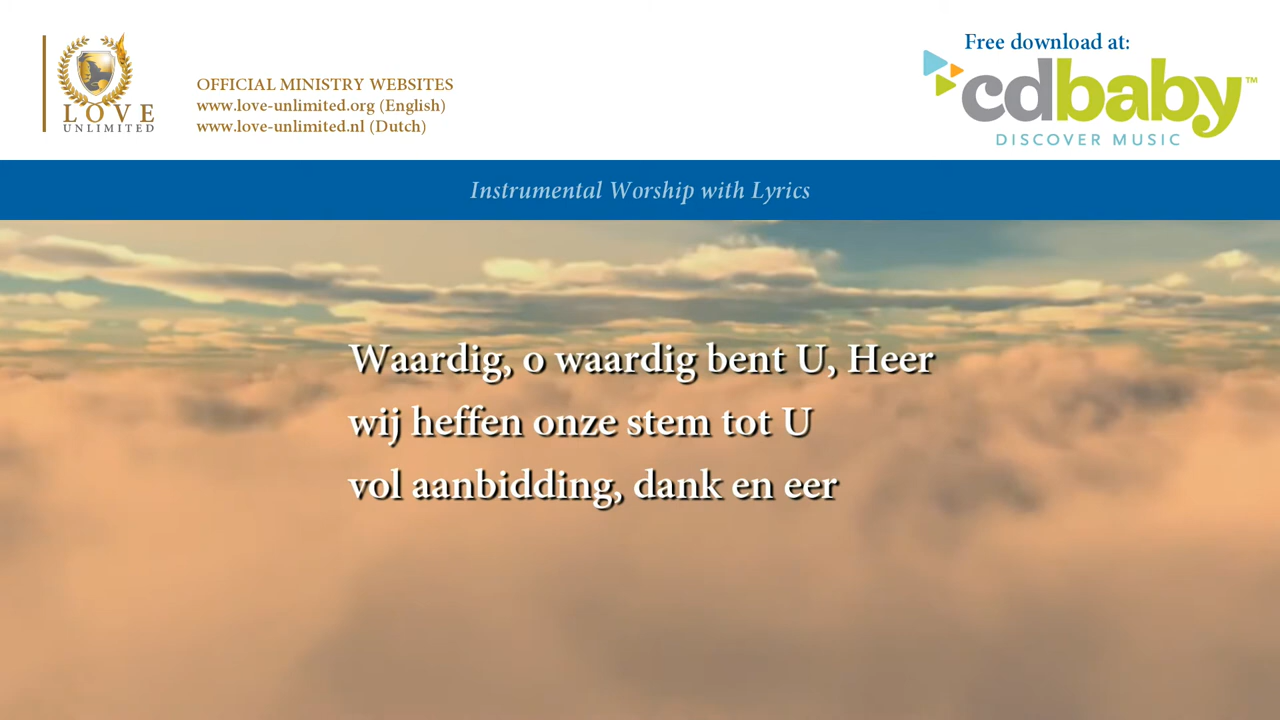 LOVE
UNLIMITED
OFFICIAL MINISTRY WEBSITES
www.love-unlimited.org (English)
www.love-unlimited.nl (Dutch)
Free download at:
cdbaby™
DISCOVER MUSIC
Instrumental Worship with Lyrics
Waardig, o waardig bent U, Heer
wij heffen onze stem tot U
vol aanbidding, dank en eer